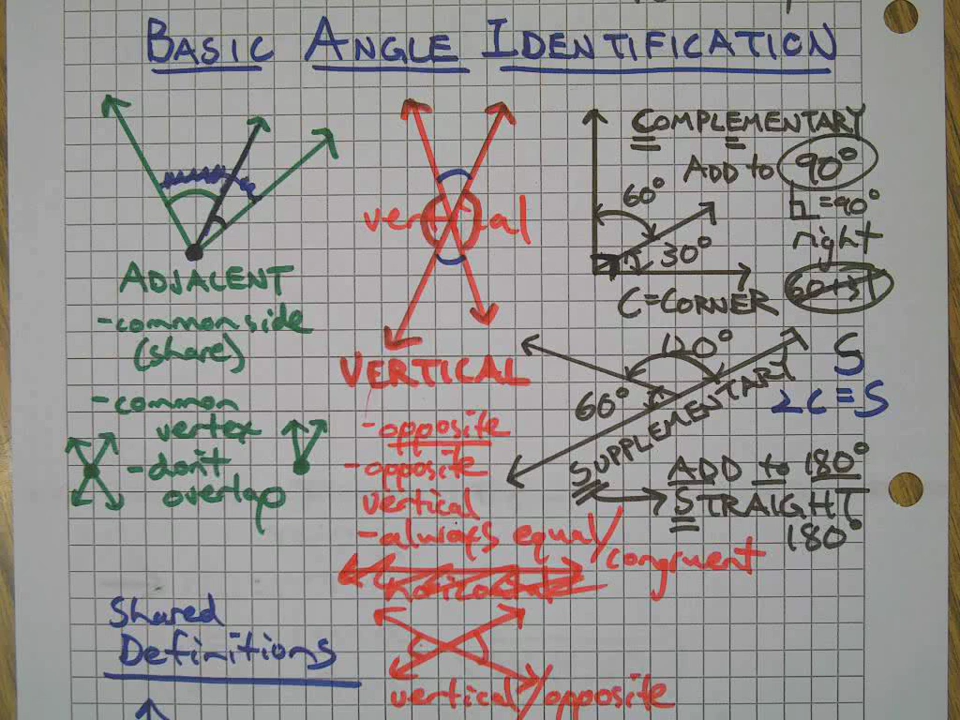 BASIC ANGLE IDENTIFICATION
ADJACENT
-common side
(share)
-common
vertex
-don't
overlap
vertical
VERTICAL
-opposite
-opposite
vertical
-always equal/
congruent
horizontal
vertical/opposite
COMPLEMENTARY
ADD to 90°
=90°
right
60°
30°
C=CORNER
120°
60°
SUPPLEMENTARY
S
2C=S
ADD to 180°
STRAIGHT
180°
Shared
Definitions